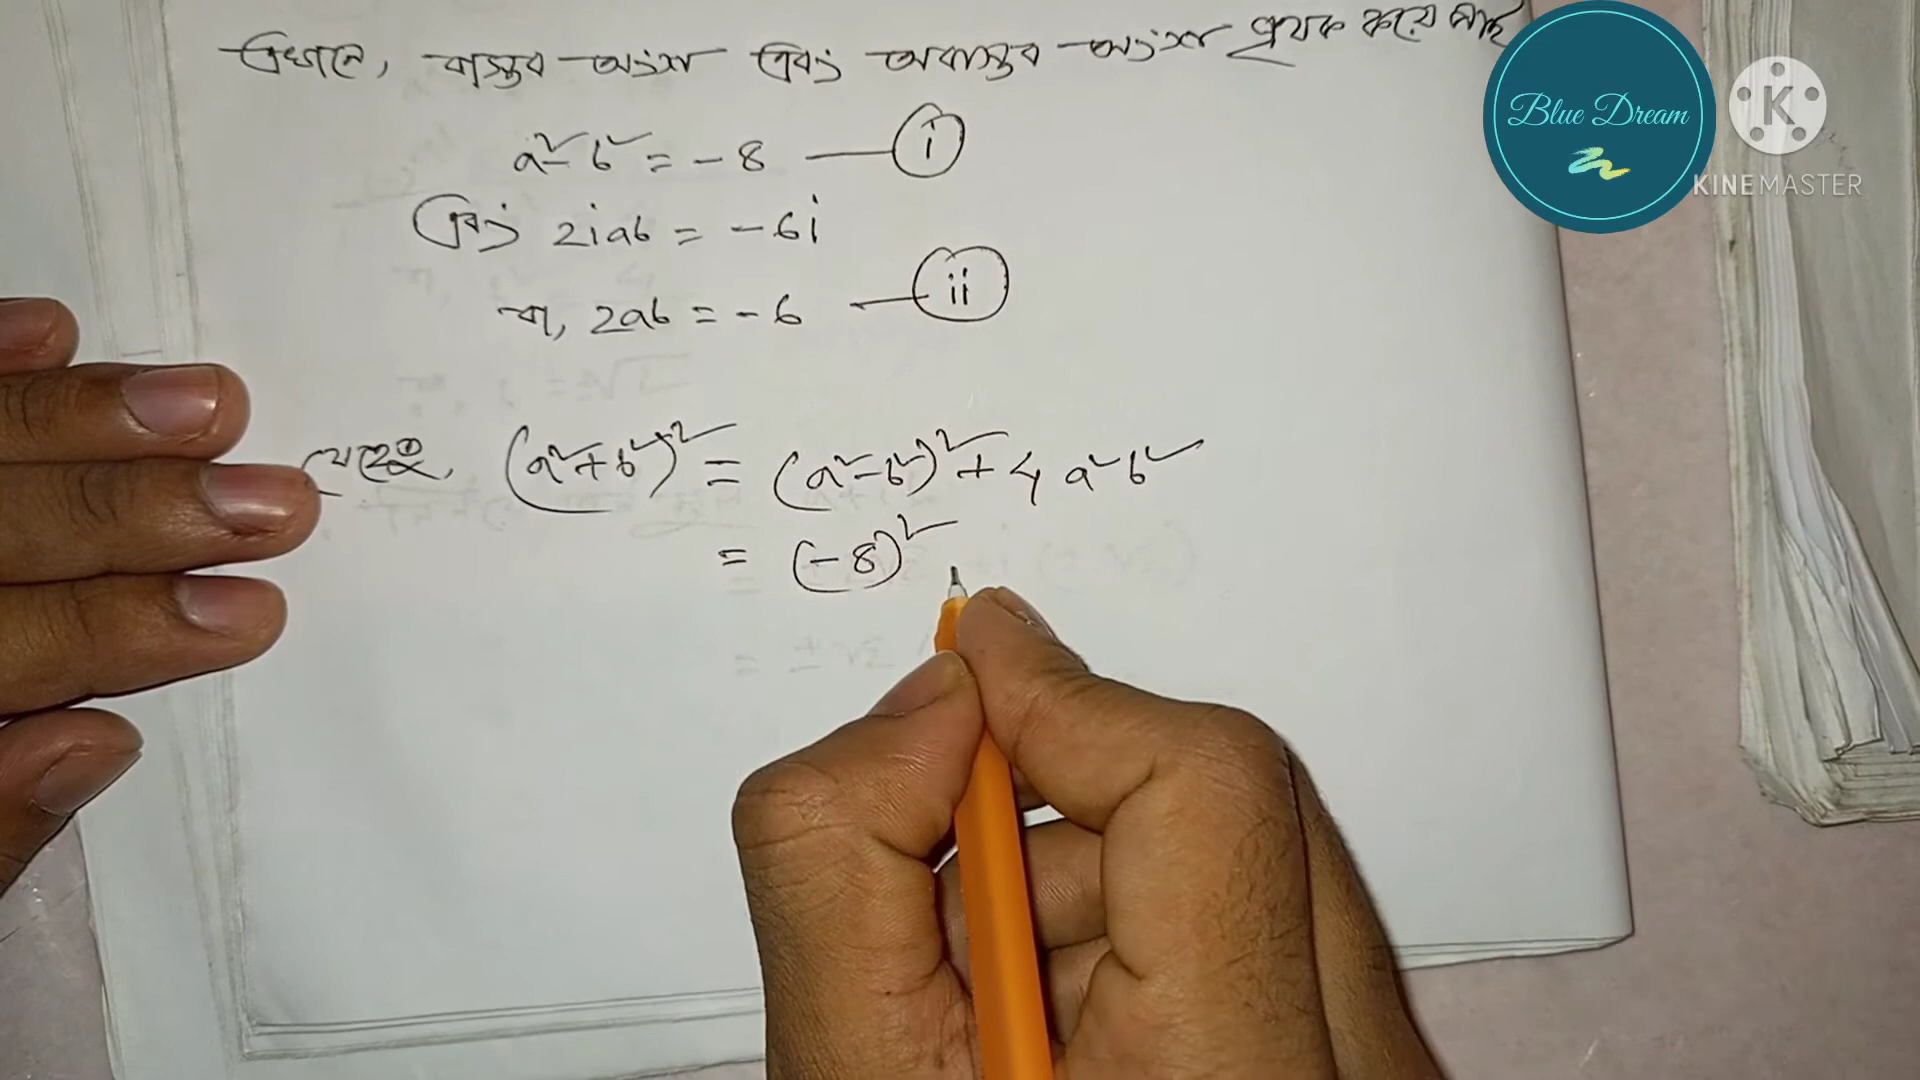 এখানে, বাস্তব অংশ এবং অবাস্তব অংশ পৃথক করে পাই
a² - b² = - 8 — i
এবং 2iab = - 6i
বা, 2ab = - 6 — ii
যেহেতু, (a² + b²)² = (a² - b²)² + 4a²b²
= (-8)²
Blue Dream
KINEMASTER